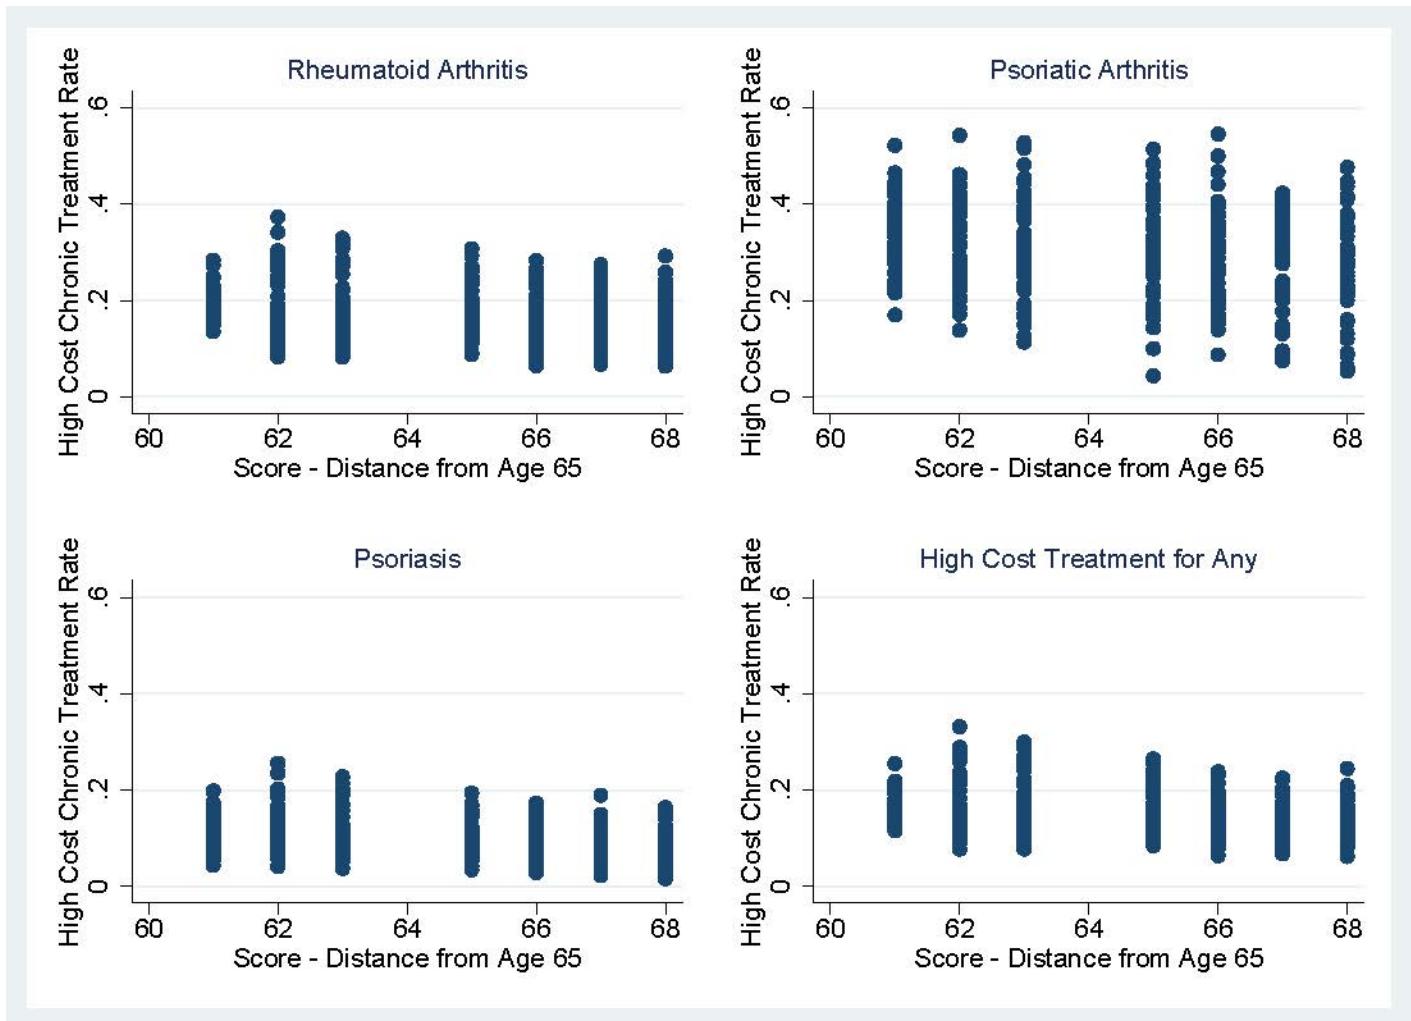 Rheumatoid Arthritis
High Cost Chronic Treatment Rate
.6
.4
.2
0
60 62 64 66 68
Score - Distance from Age 65
Psoriatic Arthritis
High Cost Chronic Treatment Rate
.6
.4
.2
0
60 62 64 66 68
Score - Distance from Age 65
Psoriasis
High Cost Chronic Treatment Rate
.6
.4
.2
0
60 62 64 66 68
Score - Distance from Age 65
High Cost Treatment for Any
High Cost Chronic Treatment Rate
.6
.4
.2
0
60 62 64 66 68
Score - Distance from Age 65